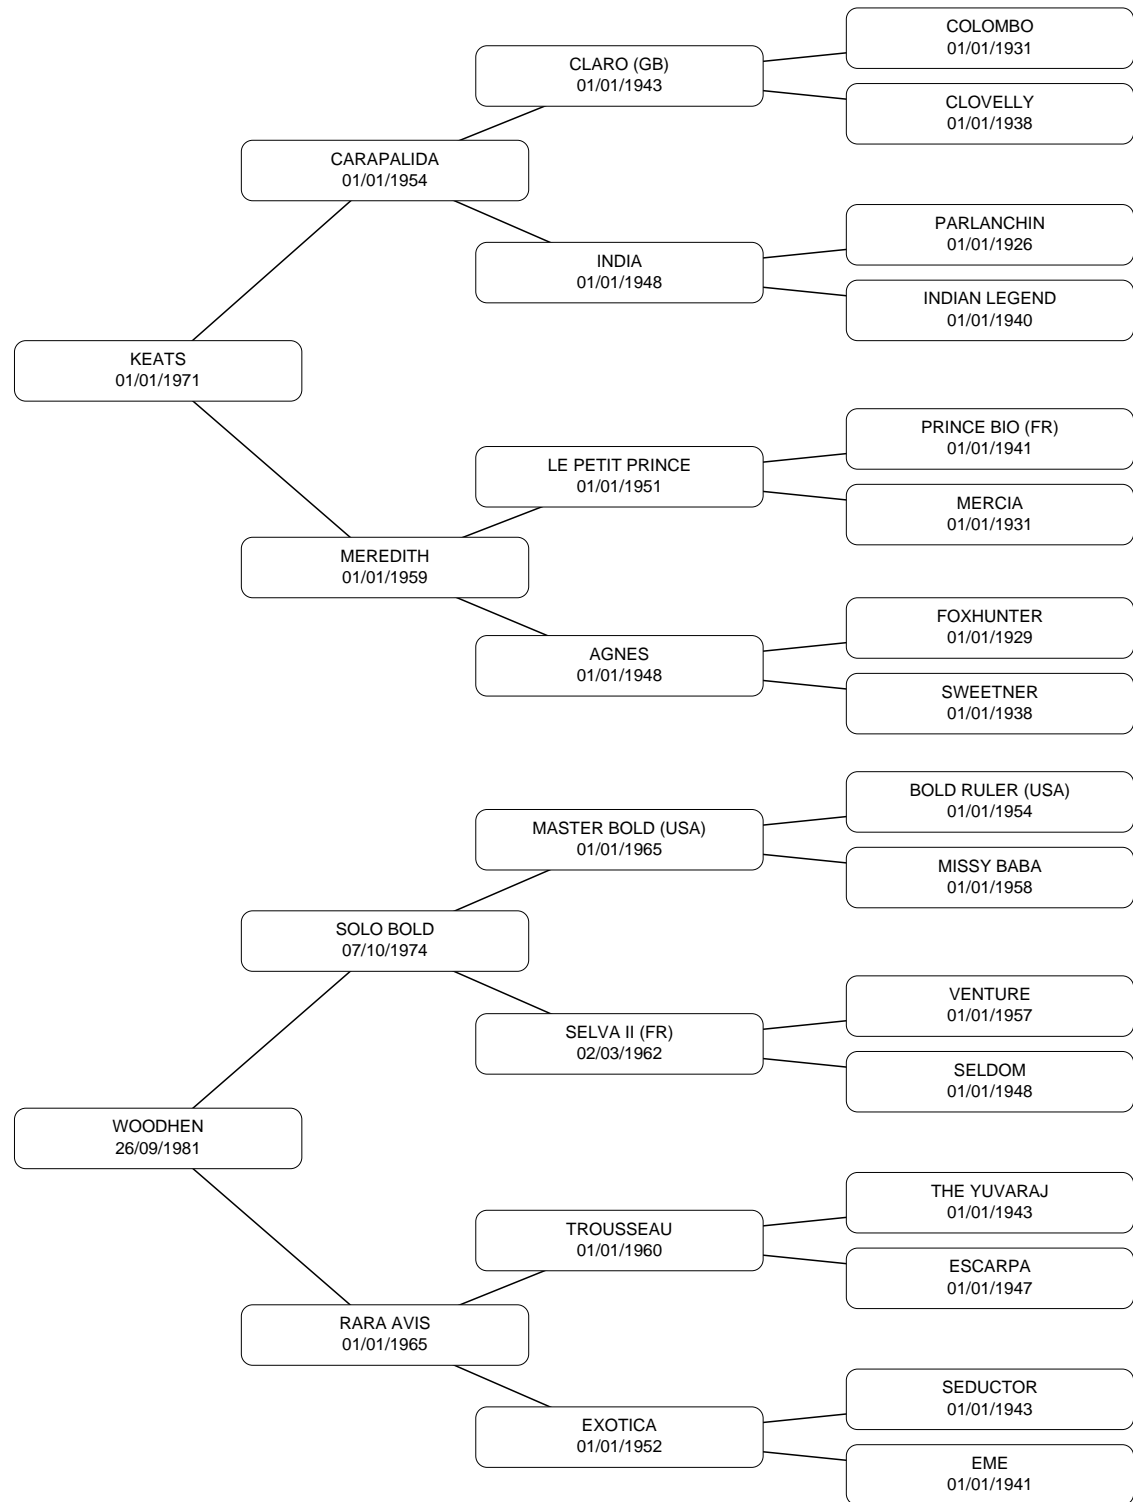 COLOMBO
01/01/1931
CLARO (GB)
01/01/1943
CLOVELLY
01/01/1938
CARAPALIDA
01/01/1954
PARLANCHIN
01/01/1926
INDIA
01/01/1948
INDIAN LEGEND
01/01/1940
KEATS
01/01/1971
PRINCE BIO (FR)
01/01/1941
LE PETIT PRINCE
01/01/1951
MERCIA
01/01/1931
MEREDITH
01/01/1959
FOXHUNTER
01/01/1929
AGNES
01/01/1948
SWEETNER
01/01/1938
BOLD RULER (USA)
01/01/1954
MASTER BOLD (USA)
01/01/1965
MISSY BABA
01/01/1958
SOLO BOLD
07/10/1974
VENTURE
01/01/1957
SELVA II (FR)
02/03/1962
SELDOM
01/01/1948
WOODHEN
26/09/1981
THE YUVARAJ
01/01/1943
TROUSSEAU
01/01/1960
ESCARPA
01/01/1947
RARA AVIS
01/01/1965
SEDUCTOR
01/01/1943
EXOTICA
01/01/1952
EME
01/01/1941